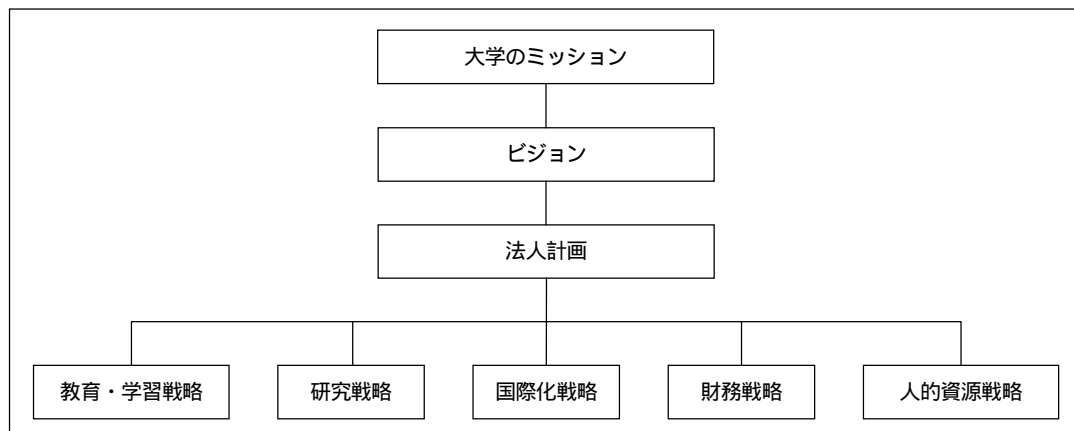 大学のミッション
ビジョン
法人計画
教育・学習戦略
研究戦略
国際化戦略
財務戦略
人的資源戦略